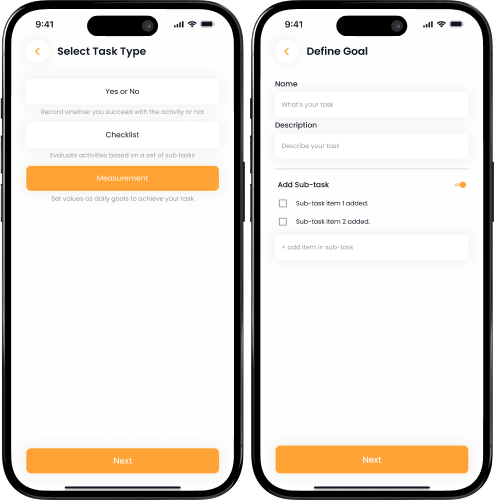 9:41
Select Task Type
Yes or No
Record whether you succeed with the activity or not
Checklist
Evaluate activities based on a set of sub tasks
Measurement
Set values as daily goals to achieve your task
Next
9:41
Define Goal
Name
What's your task
Description
Describe your task
Add Sub-task
Sub-task item 1 added.
Sub-task item 2 added.
+ add item in sub-task
Next